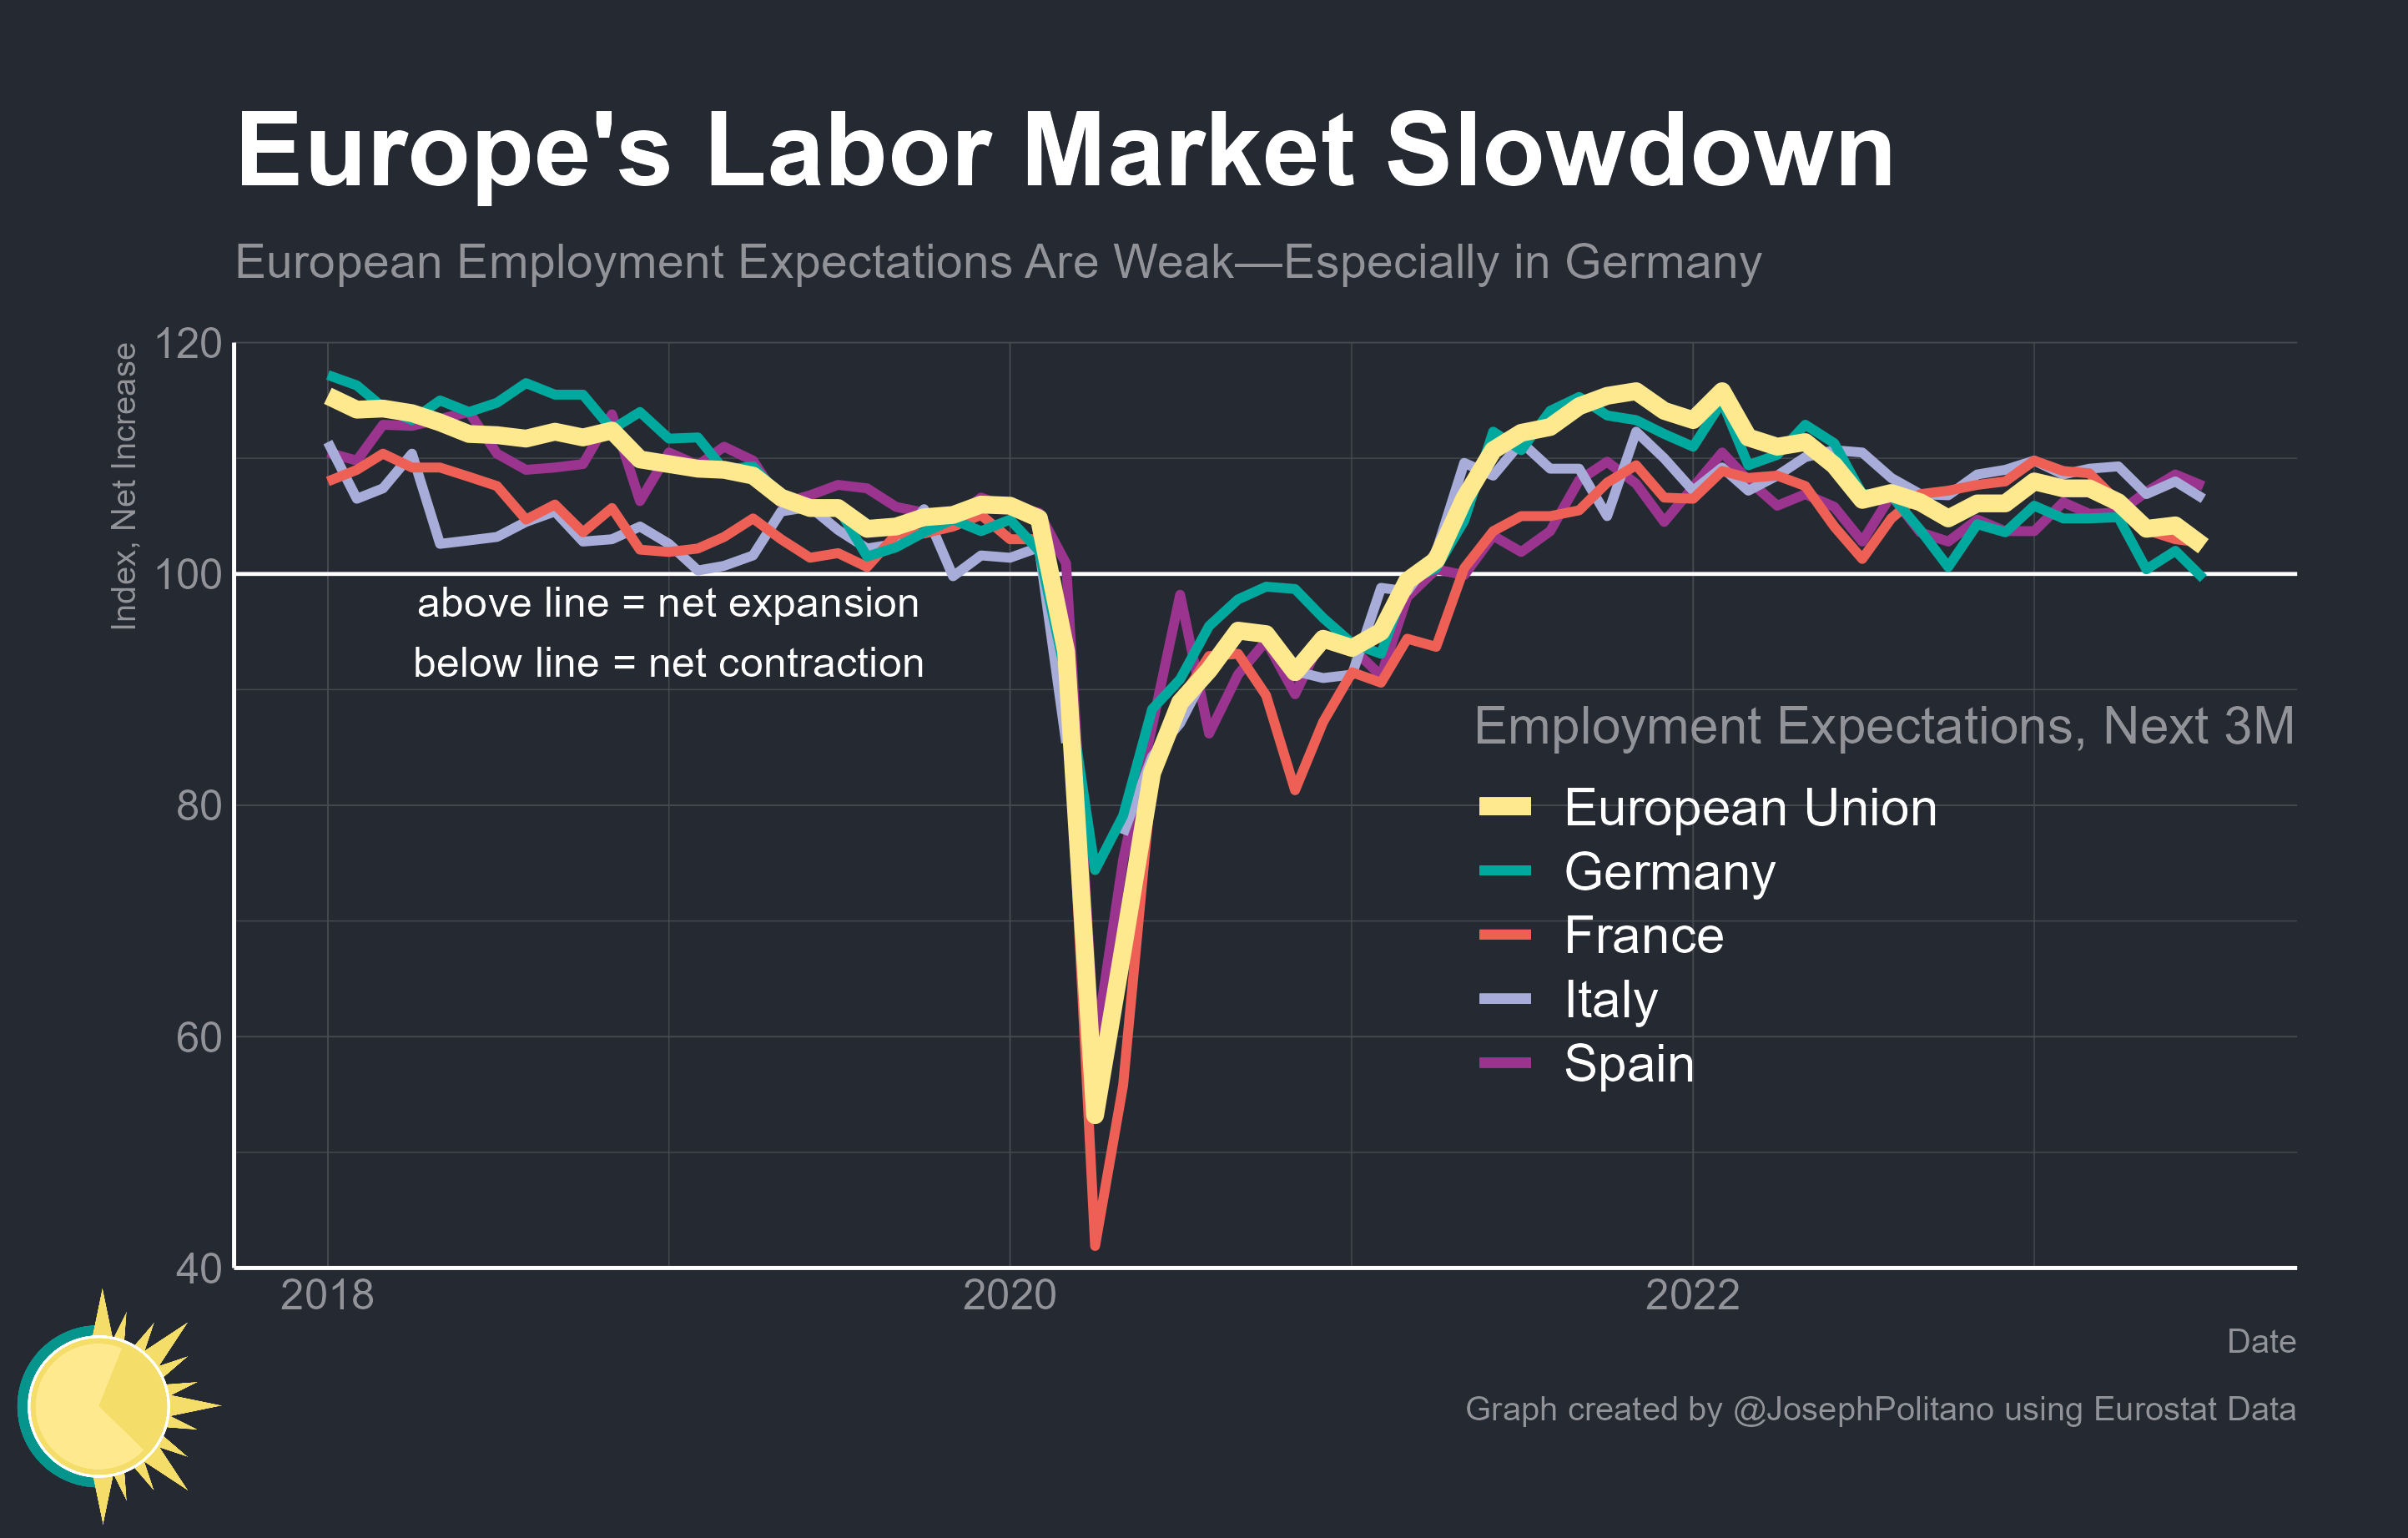 Europe's Labor Market Slowdown
European Employment Expectations Are Weak—Especially in Germany
Index, Net Increase
120
100
80
60
40
above line = net expansion
below line = net contraction
Employment Expectations, Next 3M
European Union
Germany
France
Italy
Spain
2018
2020
2022
Date
Graph created by @JosephPolitano using Eurostat Data